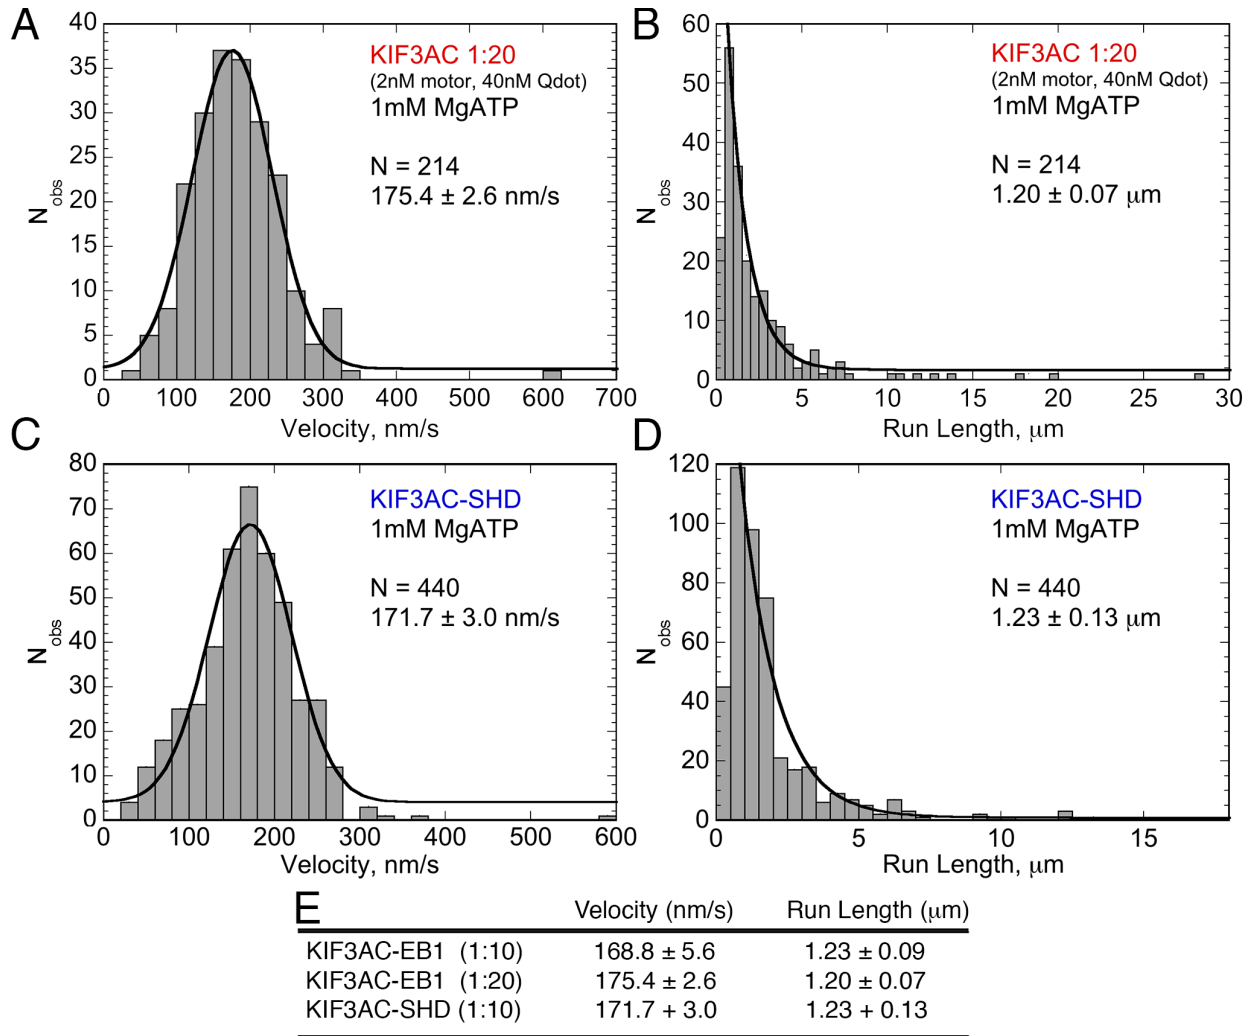 A
40
35
30
25
20
15
10
5
0
N obs
KIF3AC 1:20
(2nM motor, 40nM Qdot)
1mM MgATP
N = 214
175.4 ± 2.6 nm/s
0 100 200 300 400 500 600 700
Velocity, nm/s
B
60
50
40
30
20
10
0
N obs
KIF3AC 1:20
(2nM motor, 40nM Qdot)
1mM MgATP
N = 214
1.20 ± 0.07 μm
0 5 10 15 20 25 30
Run Length, μm
C
80
70
60
50
40
30
20
10
0
N obs
KIF3AC-SHD
1mM MgATP
N = 440
171.7 ± 3.0 nm/s
0 100 200 300 400 500 600
Velocity, nm/s
D
120
100
80
60
40
20
0
N obs
KIF3AC-SHD
1mM MgATP
N = 440
1.23 ± 0.13 μm
0 5 10 15
Run Length, μm
E
Velocity (nm/s) Run Length (μm)
KIF3AC-EB1 (1:10) 168.8 ± 5.6 1.23 ± 0.09
KIF3AC-EB1 (1:20) 175.4 ± 2.6 1.20 ± 0.07
KIF3AC-SHD (1:10) 171.7 + 3.0 1.23 + 0.13